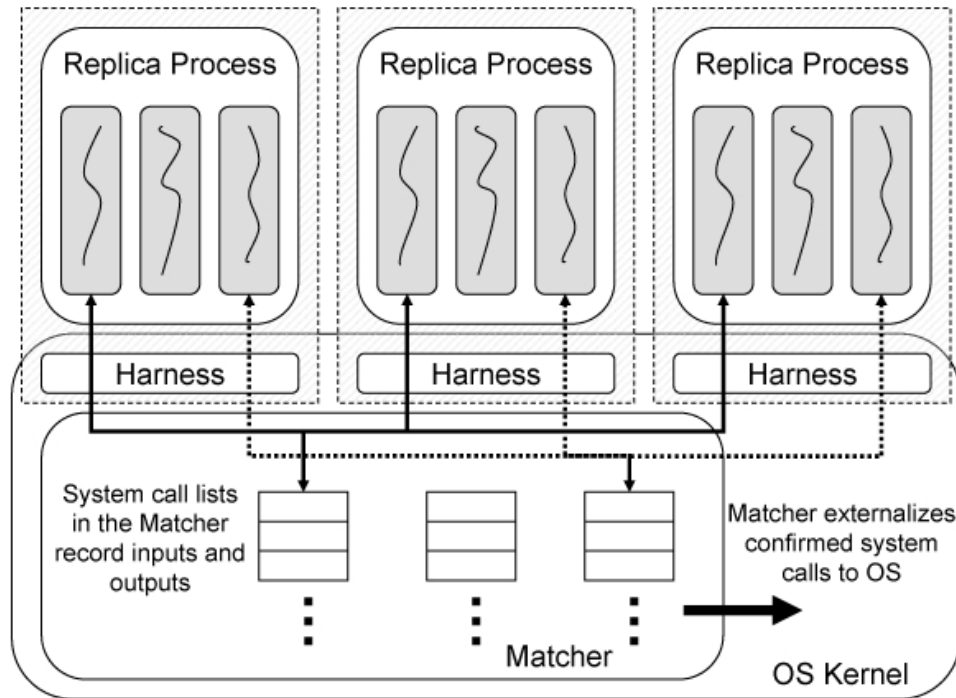 Replica Process
Replica Process
Replica Process
Harness
Harness
Harness
System call lists
in the Matcher
record inputs and
outputs
Matcher externalizes
confirmed system
calls to OS
Matcher
OS Kernel